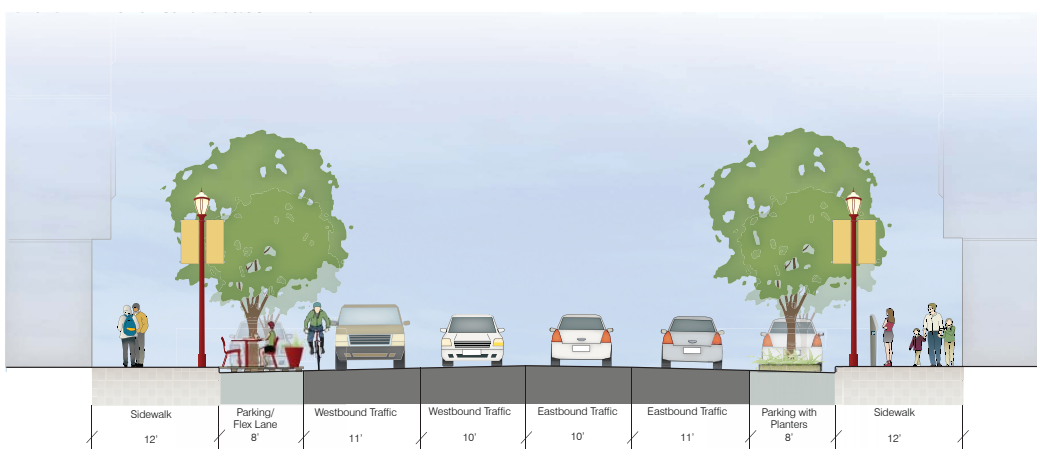 Sidewalk
12'
Parking/
Flex Lane
8'
Westbound Traffic
11'
Westbound Traffic
10'
Eastbound Traffic
10'
Eastbound Traffic
11'
Parking with
Planters
8'
Sidewalk
12'